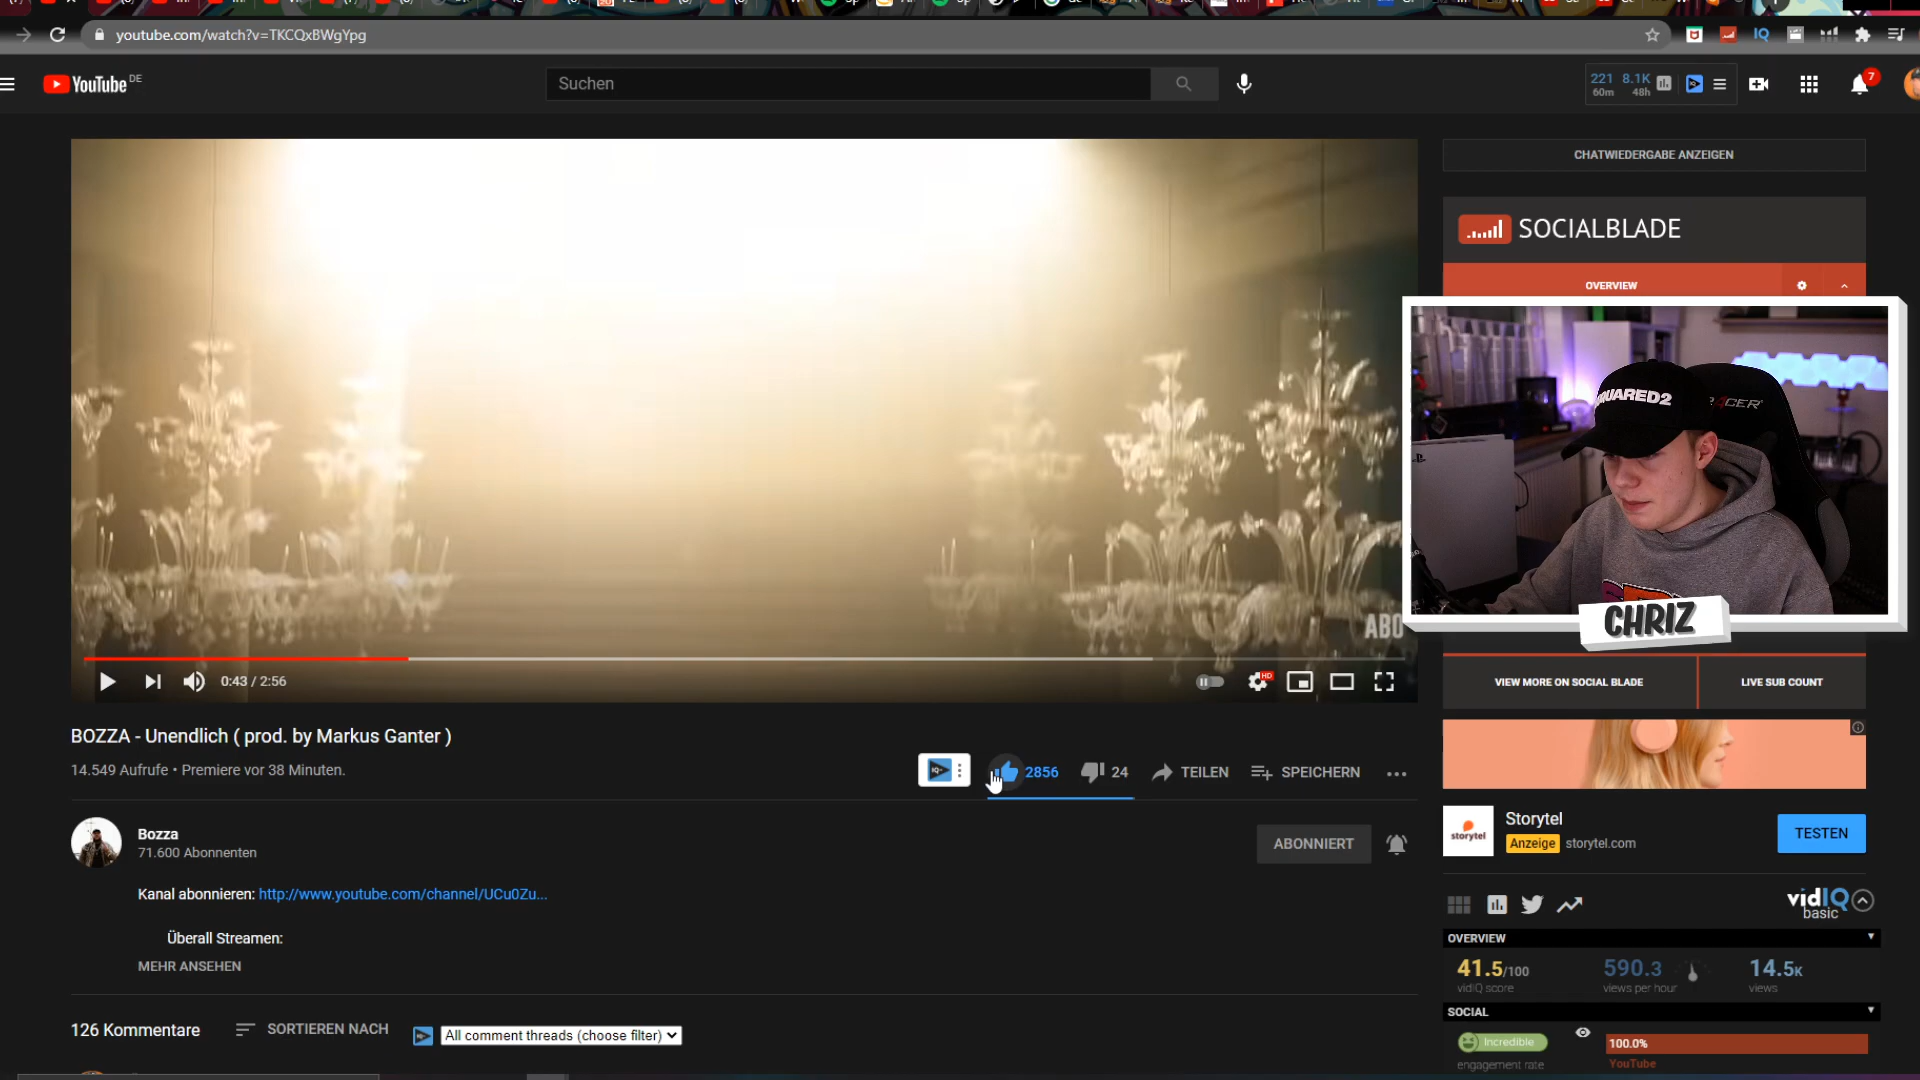 youtube.com/watch?v=TKCQxBWgYpg
IQ
YouTube DE
Suchen
221 8.1K
60m 48h
7
CHATWIEDERGABE ANZEIGEN
SOCIALBLADE
OVERVIEW
QUARED2
CHRIZ
ABO
0:43 / 2:56
HD
VIEW MORE ON SOCIAL BLADE
LIVE SUB COUNT
BOZZA - Unendlich ( prod. by Markus Ganter )
14.549 Aufrufe • Premiere vor 38 Minuten.
2856
24
TEILEN
SPEICHERN
Bozza
71.600 Abonnenten
ABONNIERT
Kanal abonnieren: http://www.youtube.com/channel/UCu0Zu...
Überall Streamen:
MEHR ANSEHEN
126 Kommentare
SORTIEREN NACH
All comment threads (choose filter)
storytel
Storytel
Anzeige storytel.com
TESTEN
vidIQ
basic
OVERVIEW
41.5/100
vidIQ score
590.3
views per hour
14.5K
views
SOCIAL
Incredible
engagement rate
100.0%
YouTube